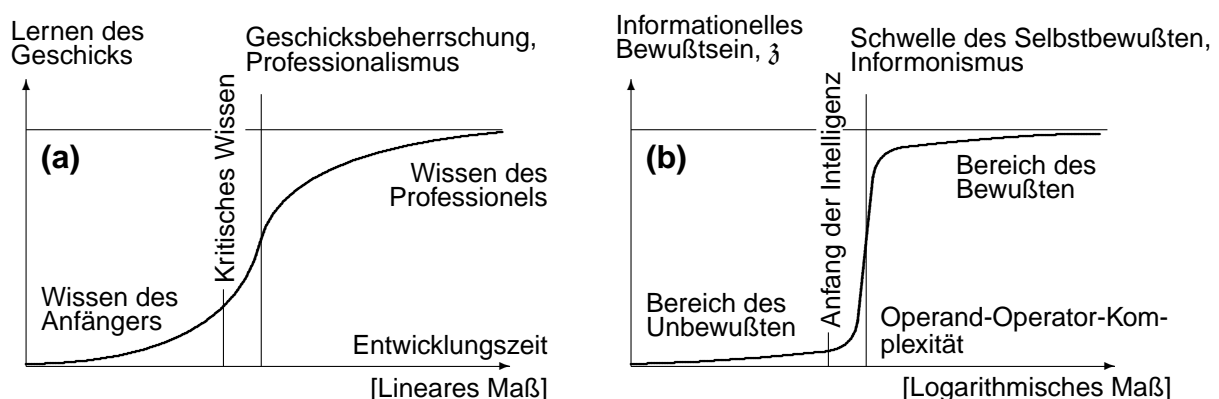 Lernen des
Geschicks
Geschicksbeherrschung,
Professionalismus
(a)
Kritisches Wissen
Wissen des
Professionels
Wissen des
Anfängers
Entwicklungszeit
[Lineares Maß]
Informationelles
Bewußtsein, 𝔷
Schwelle des Selbstbewußten,
Informonismus
(b)
Anfang der Intelligenz
Bereich des
Bewußten
Bereich des
Unbewußten
Operand-Operator-Kom-
plexität
[Logarithmisches Maß]